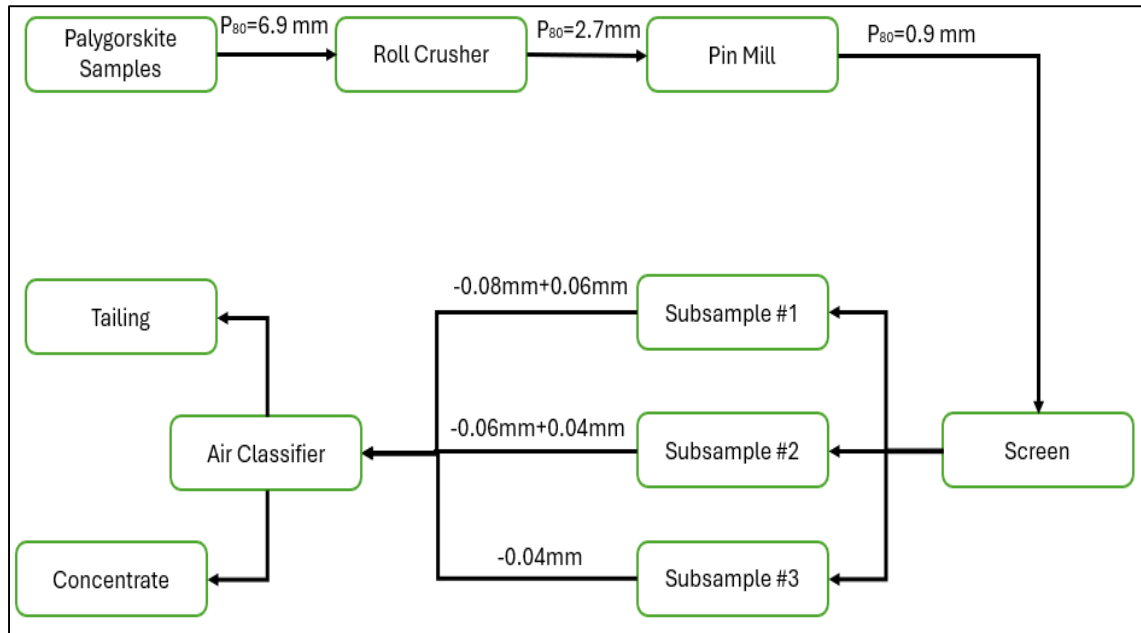 Palygorskite
Samples
P₈₀=6.9 mm
Roll Crusher
P₈₀=2.7mm
Pin Mill
P₈₀=0.9 mm
Tailing
-0.08mm+0.06mm
Subsample #1
Air Classifier
-0.06mm+0.04mm
Subsample #2
Screen
Concentrate
-0.04mm
Subsample #3